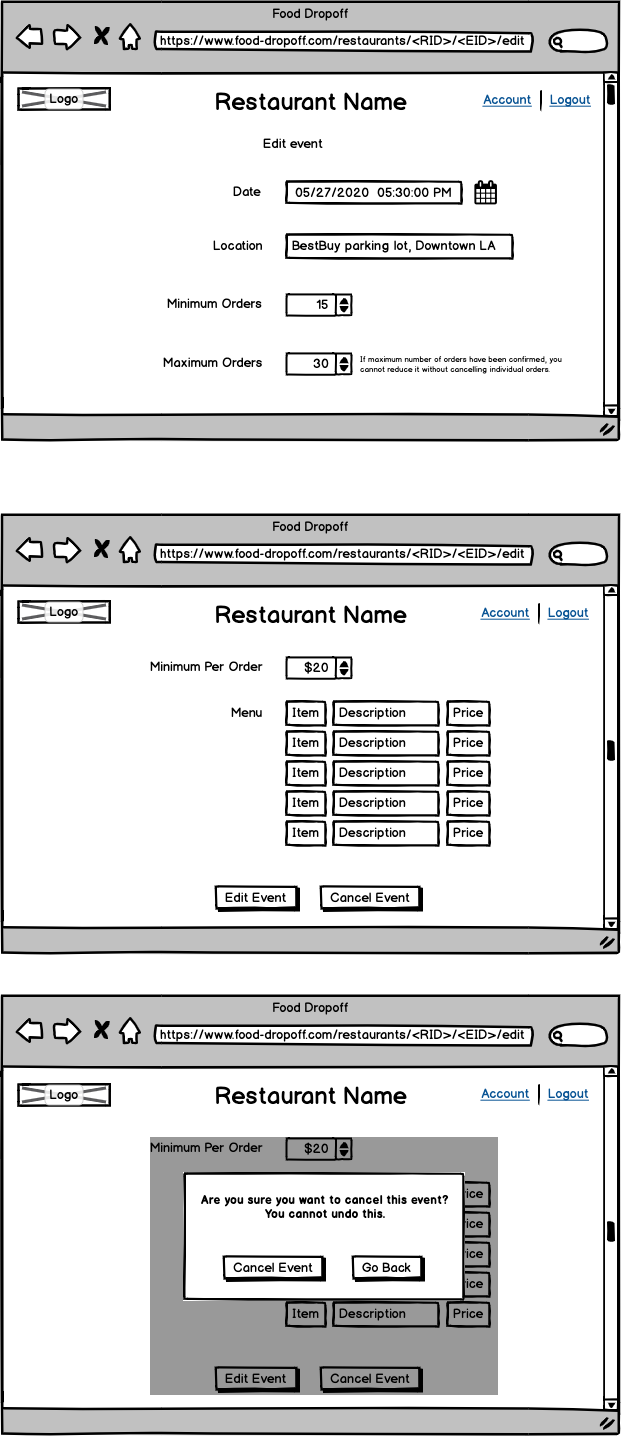 Food Dropoff
https://www.food-dropoff.com/restaurants/<RID>/<EID>/edit
Logo
Restaurant Name
Account
Logout
Edit event
Date
05/27/2020 05:30:00 PM
Location
BestBuy parking lot, Downtown LA
Minimum Orders
15
Maximum Orders
30
If maximum number of orders have been confirmed, you
cannot reduce it without cancelling individual orders.
Food Dropoff
https://www.food-dropoff.com/restaurants/<RID>/<EID>/edit
Logo
Restaurant Name
Account
Logout
Minimum Per Order
$20
Menu
Item
Description
Price
Item
Description
Price
Item
Description
Price
Item
Description
Price
Item
Description
Price
Edit Event
Cancel Event
Food Dropoff
https://www.food-dropoff.com/restaurants/<RID>/<EID>/edit
Logo
Restaurant Name
Account
Logout
Minimum Per Order
$20
Are you sure you want to cancel this event?
You cannot undo this.
Cancel Event
Go Back
ice
ice
ice
ice
Item
Description
Price
Edit Event
Cancel Event